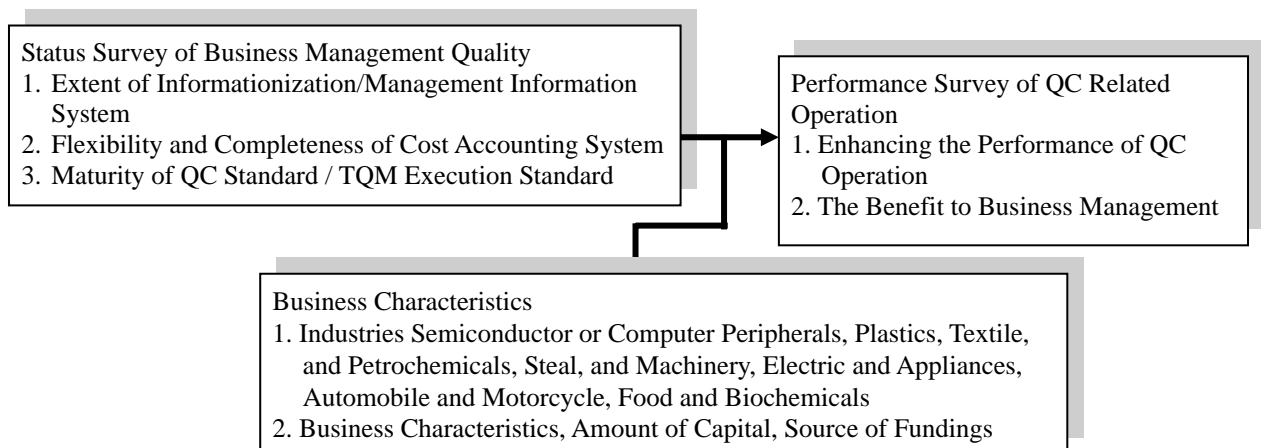 Status Survey of Business Management Quality
1. Extent of Informationization/Management Information
System
2. Flexibility and Completeness of Cost Accounting System
3. Maturity of QC Standard / TQM Execution Standard
Performance Survey of QC Related
Operation
1. Enhancing the Performance of QC
Operation
2. The Benefit to Business Management
Business Characteristics
1. Industries Semiconductor or Computer Peripherals, Plastics, Textile,
and Petrochemicals, Steal, and Machinery, Electric and Appliances,
Automobile and Motorcycle, Food and Biochemicals
2. Business Characteristics, Amount of Capital, Source of Fundings